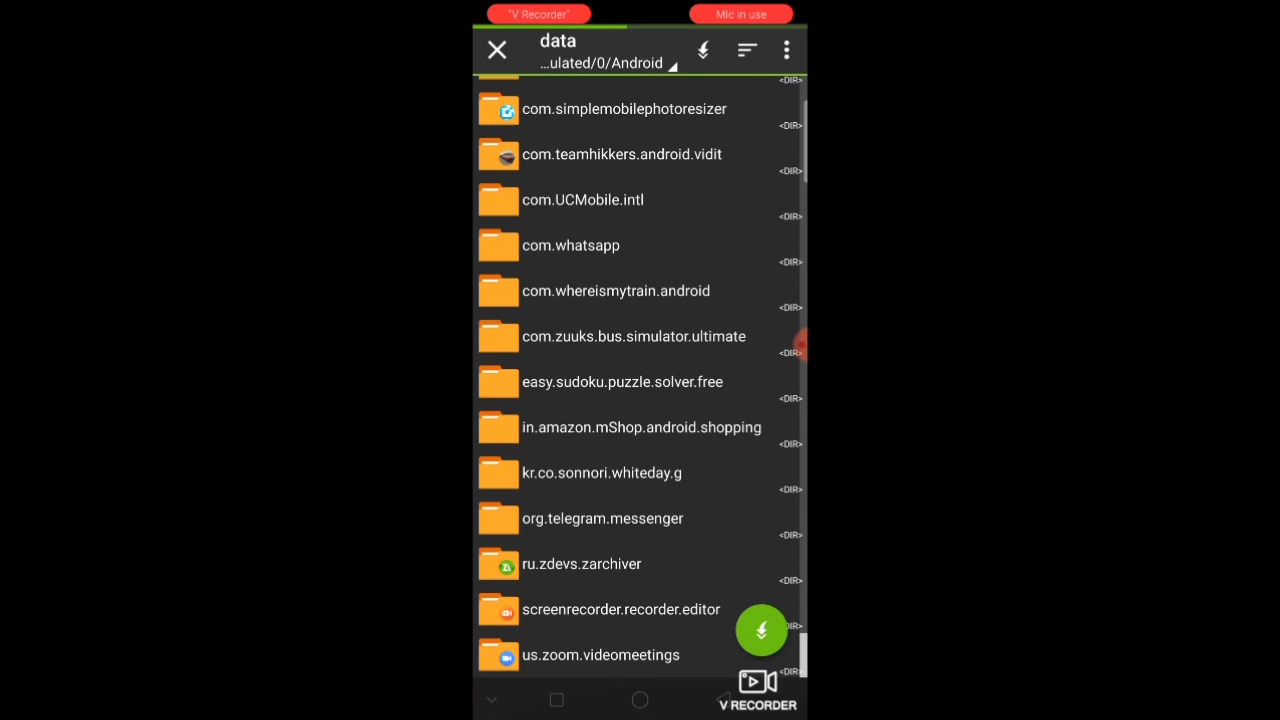 "V Recorder"
Mic in use
data
...ulated/0/Android
<DIR>
com.simplemobilephotoresizer
<DIR>
com.teamhikkers.android.vidit
<DIR>
com.UCMobile.intl
<DIR>
com.whatsapp
<DIR>
com.whereismytrain.android
<DIR>
com.zuuks.bus.simulator.ultimate
<DIR>
easy.sudoku.puzzle.solver.free
<DIR>
in.amazon.mShop.android.shopping
<DIR>
kr.co.sonnori.whiteday.g
<DIR>
org.telegram.messenger
<DIR>
ru.zdevs.zarchiver
<DIR>
screenrecorder.recorder.editor
DIR>
us.zoom.videomeetings
<DIR>
V RECORDER